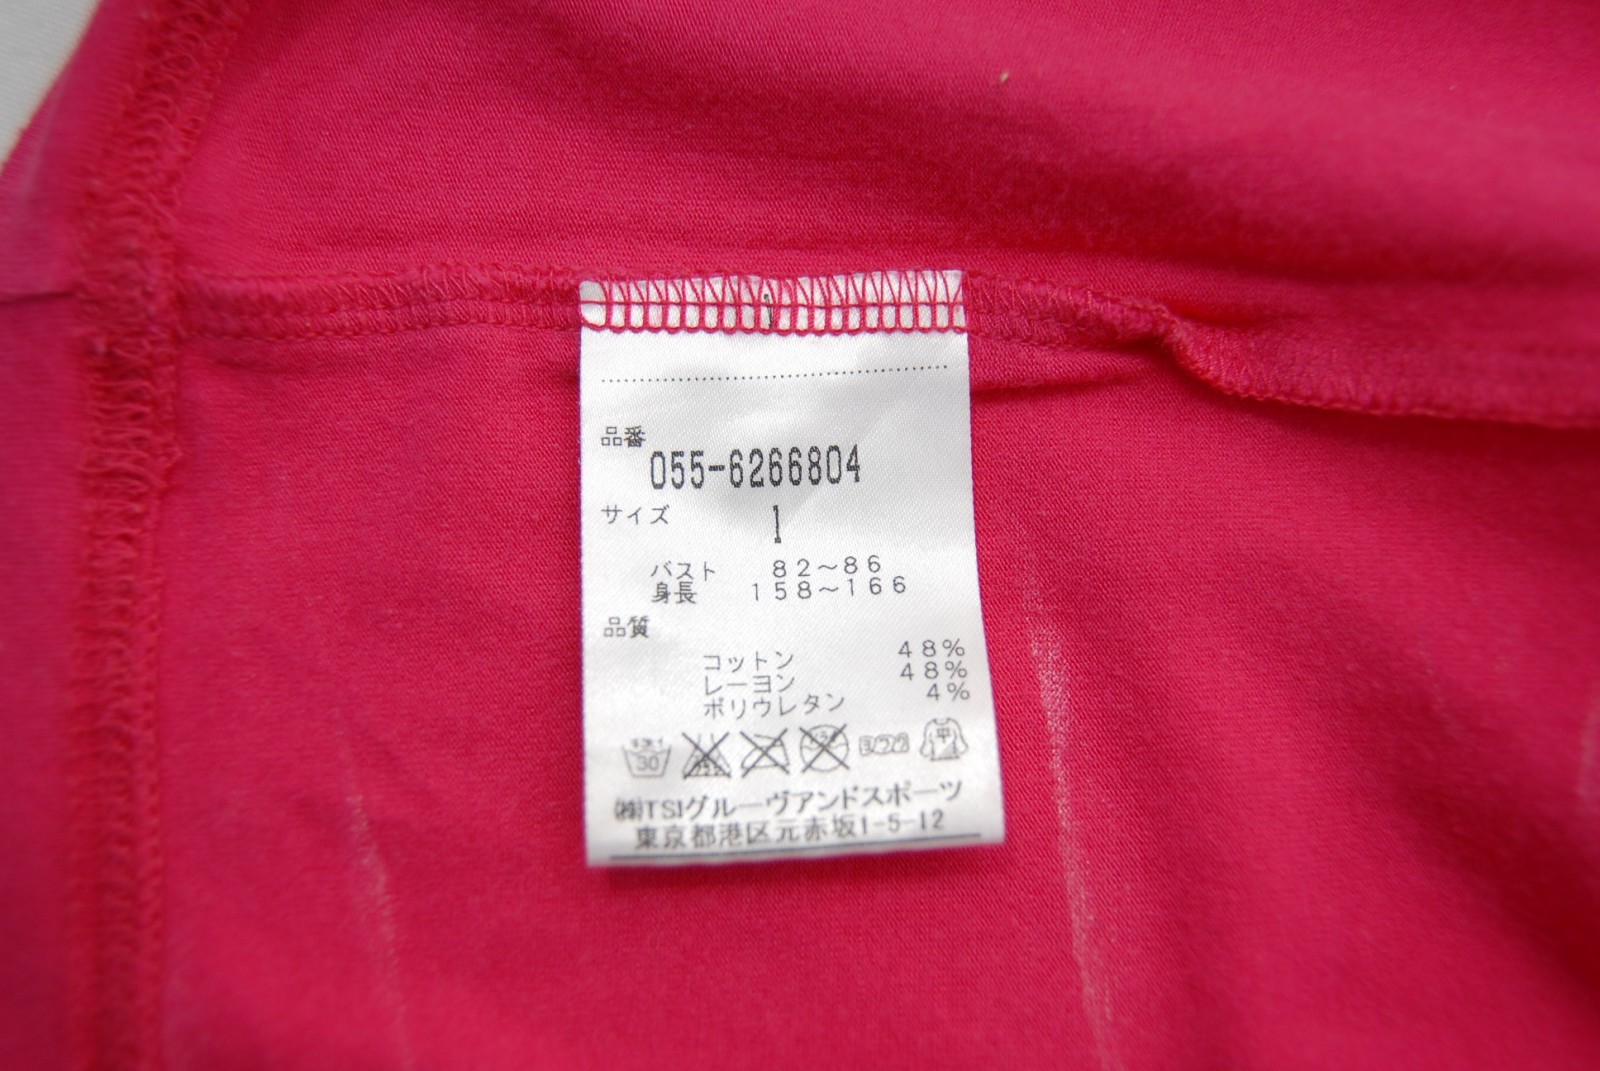 品番
055-6266804
サイズ 1
バスト 82～86
身長 158～166
品質
コットン 48%
レーヨン 48%
ポリウレタン 4%
30 中
㈱TSIグルーヴアンドスポーツ
東京都港区元赤坂1-5-12